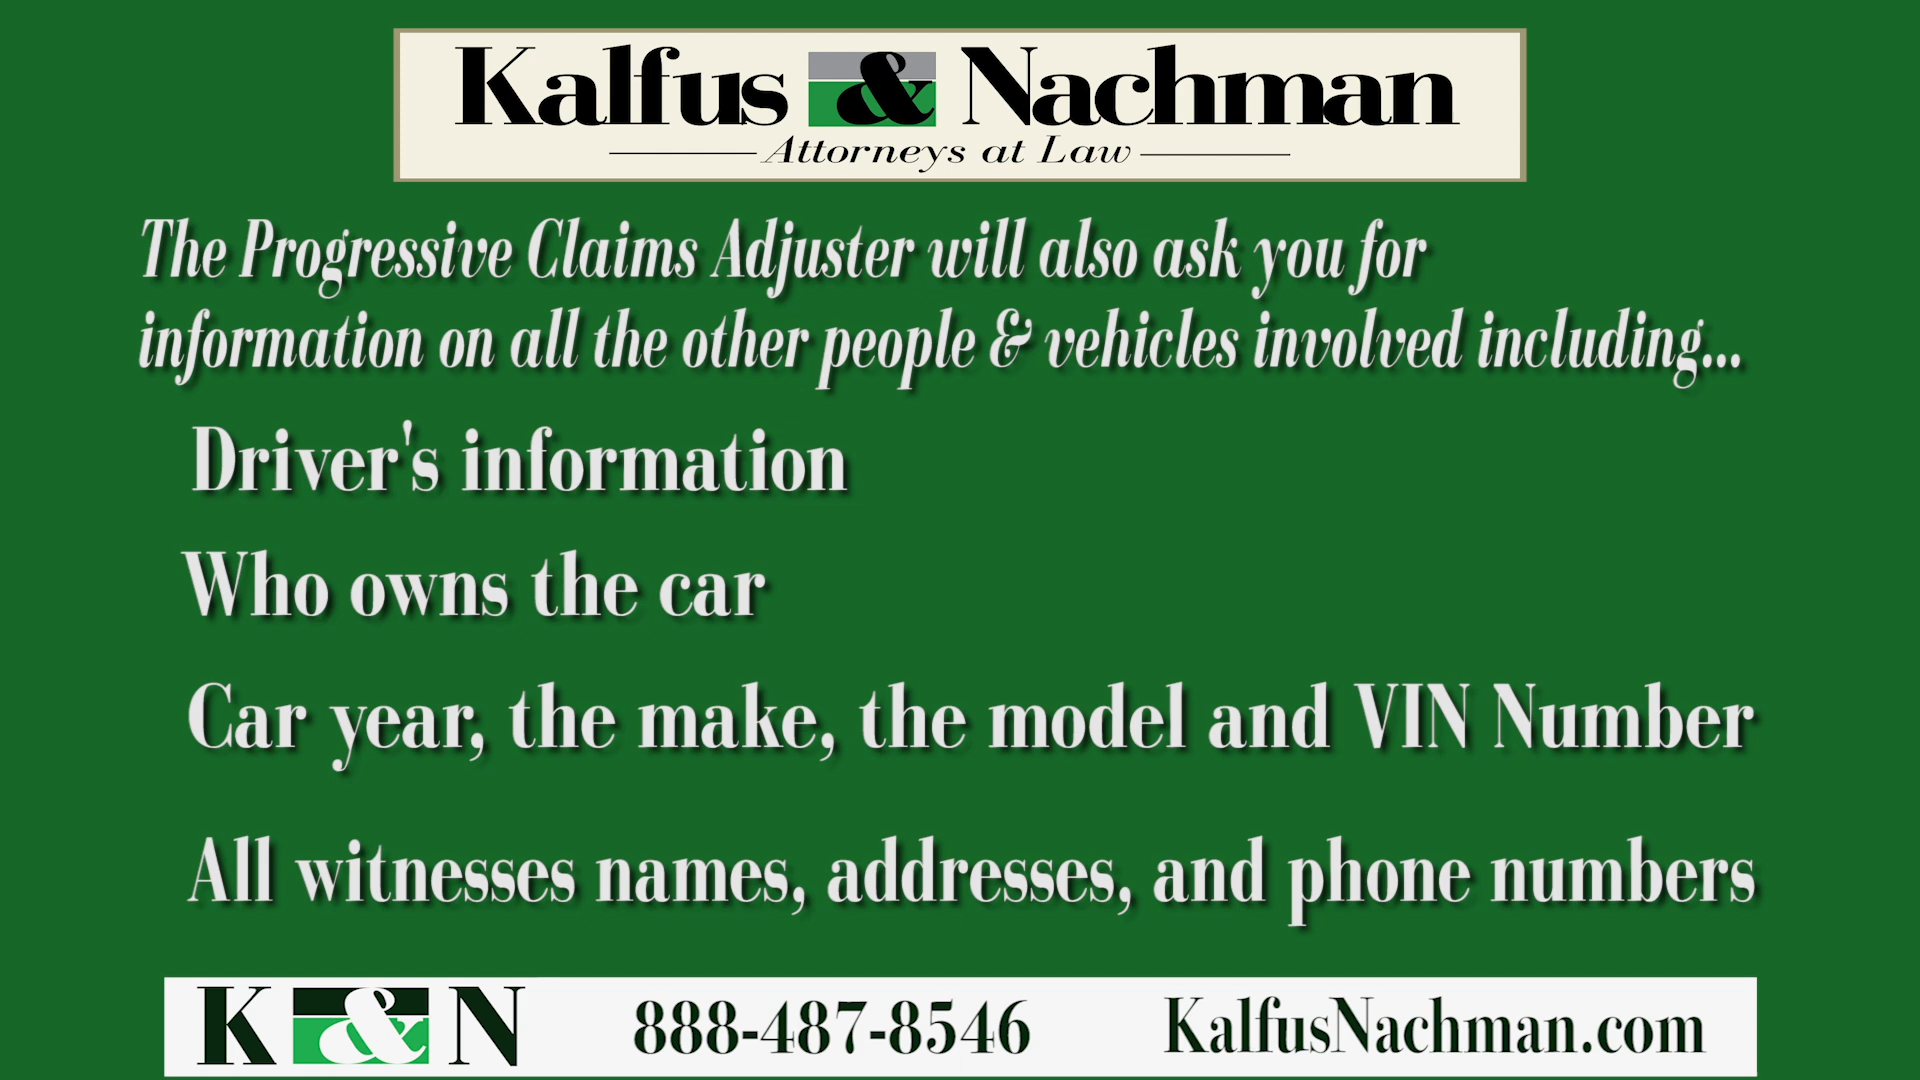 Kalfus & Nachman
Attorneys at Law
The Progressive Claims Adjuster will also ask you for
information on all the other people & vehicles involved including...
Driver's information
Who owns the car
Car year, the make, the model and VIN Number
All witnesses names, addresses, and phone numbers
K & N 888-487-8546 KalfusNachman.com